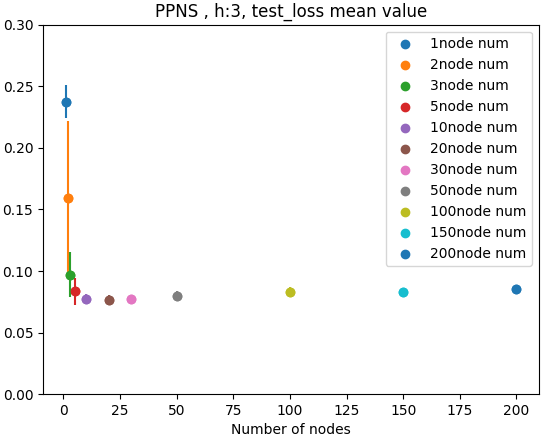 PPNS , h:3, test_loss mean value
0.30
0.25
0.20
0.15
0.10
0.05
0.00
1node num
2node num
3node num
5node num
10node num
20node num
30node num
50node num
100node num
150node num
200node num
0 25 50 75 100 125 150 175 200
Number of nodes